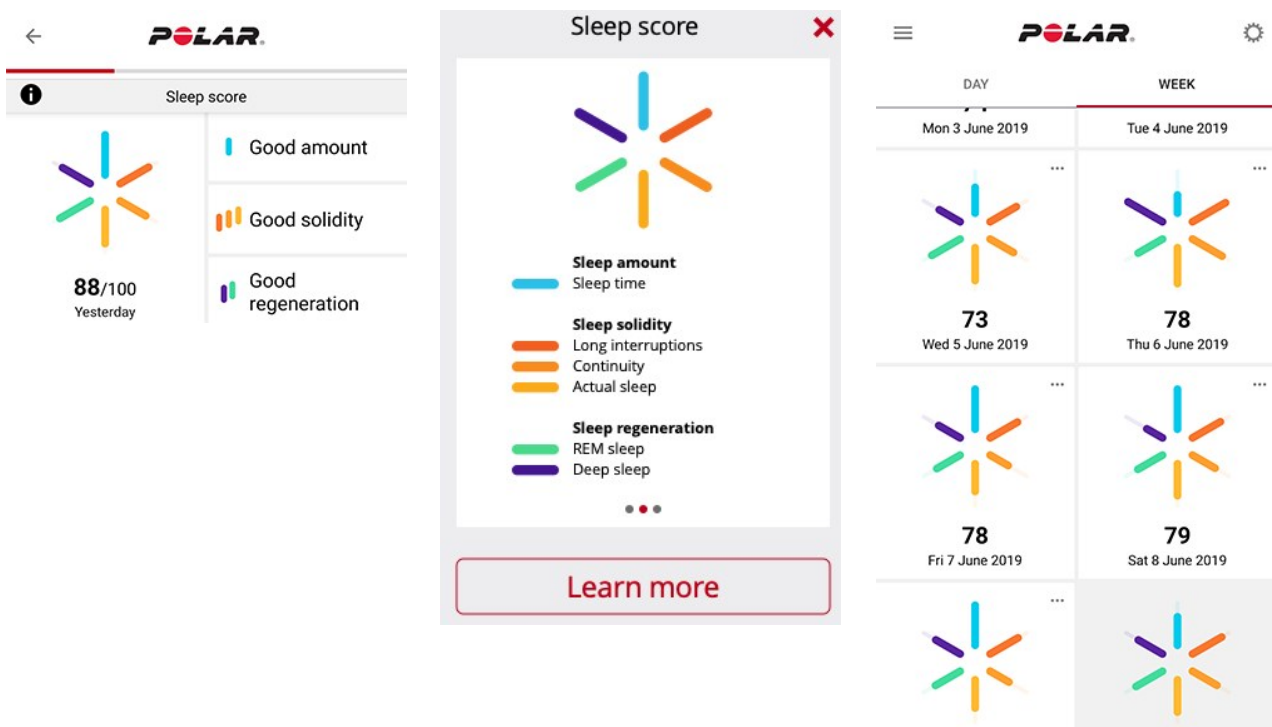 POLAR.
Sleep score
Good amount
Good solidity
Good
regeneration
88/100
Yesterday
Sleep score
Sleep amount
Sleep time
Sleep solidity
Long interruptions
Continuity
Actual sleep
Sleep regeneration
REM sleep
Deep sleep
Learn more
POLAR.
DAY
WEEK
Mon 3 June 2019
Tue 4 June 2019
73
Wed 5 June 2019
78
Thu 6 June 2019
78
Fri 7 June 2019
79
Sat 8 June 2019